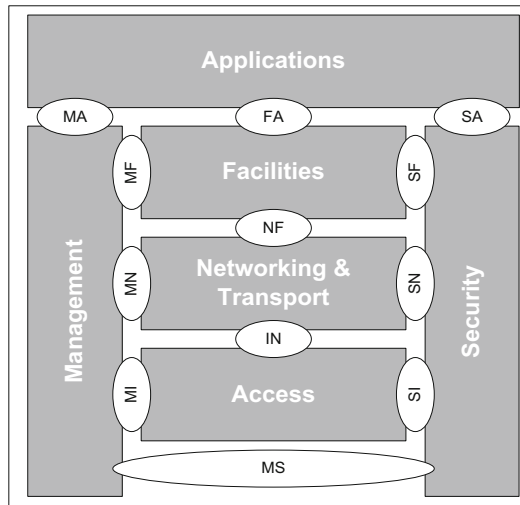 Applications
MA
FA
SA
MF
Facilities
SF
NF
Management
MN
Networking &
Transport
SN
Security
IN
MI
Access
SI
MS